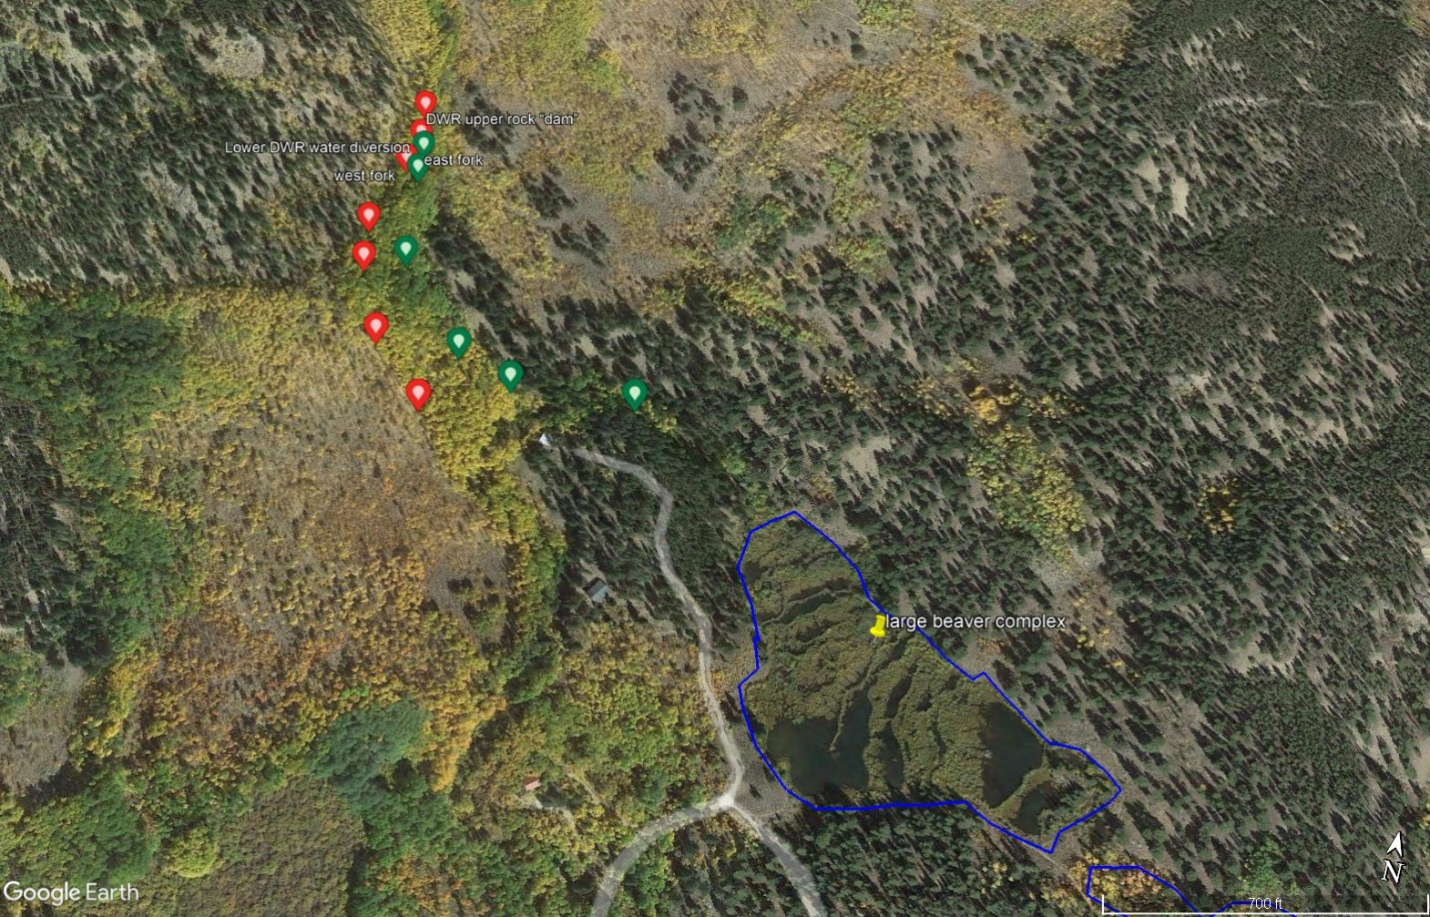 DWR upper rock "dam"
Lower DWR water diversion
east fork
west fork
large beaver complex
N
Google Earth
700 ft